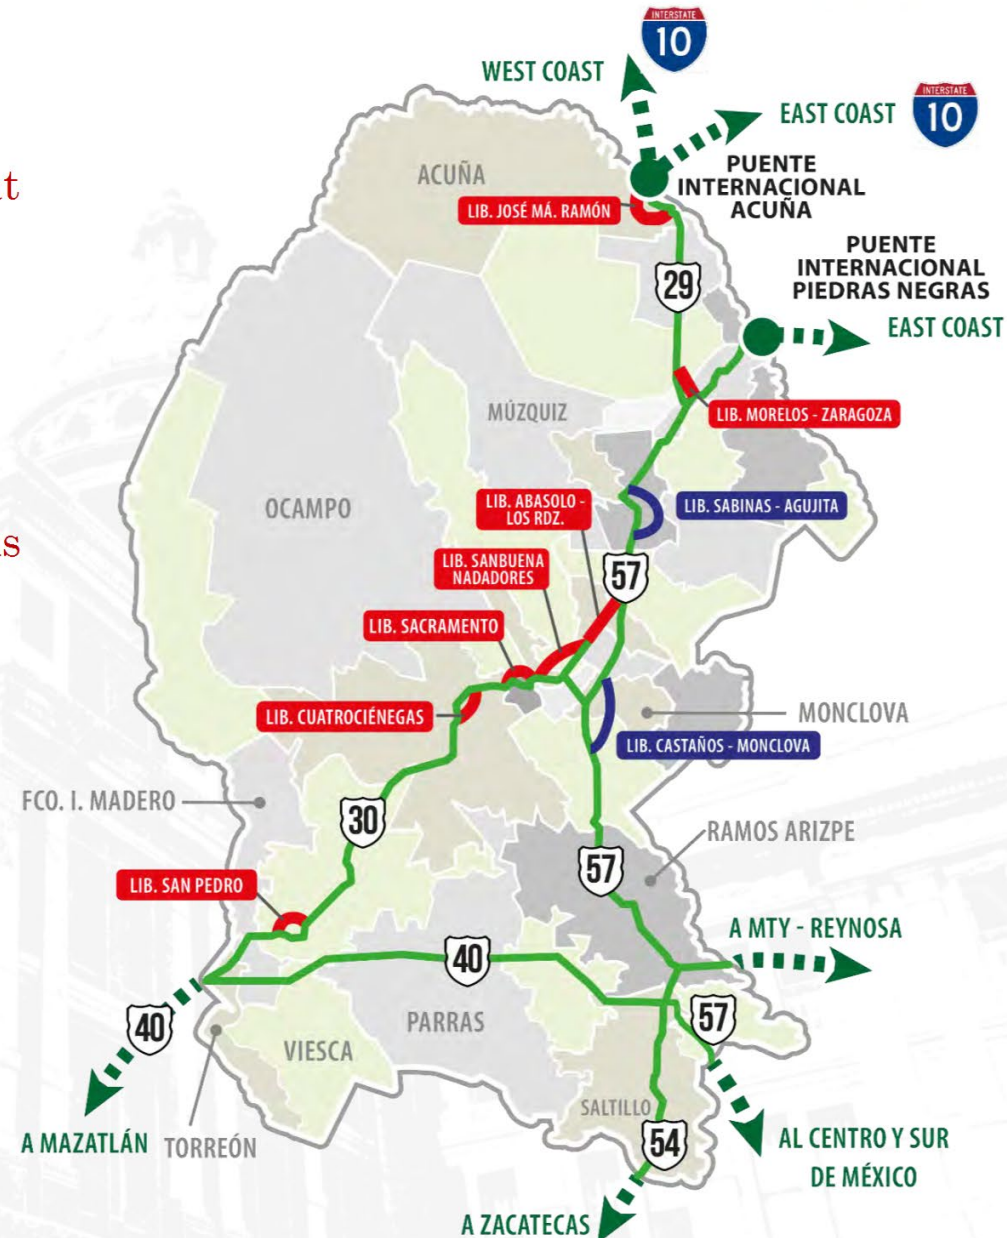 INTERSTATE
10
WEST COAST
INTERSTATE
10
EAST COAST
ACUÑA
PUENTE
INTERNACIONAL
ACUÑA
LIB. JOSÉ MÁ. RAMÓN
PUENTE
INTERNACIONAL
PIEDRAS NEGRAS
29
EAST COAST
MÚZQUIZ
LIB. MORELOS - ZARAGOZA
OCAMPO
LIB. ABASOLO -
LOS RDZ.
LIB. SABINAS - AGUJITA
LIB. SANBUENA
NADADORES
57
LIB. SACRAMENTO
LIB. CUATROCIÉNEGAS
MONCLOVA
LIB. CASTAÑOS - MONCLOVA
FCO. I. MADERO
30
RAMOS ARIZPE
57
LIB. SAN PEDRO
A MTY - REYNOSA
40
40
PARRAS
57
VIESCA
SALTILLO
A MAZATLÁN
TORREÓN
54
AL CENTRO Y SUR
DE MÉXICO
A ZACATECAS